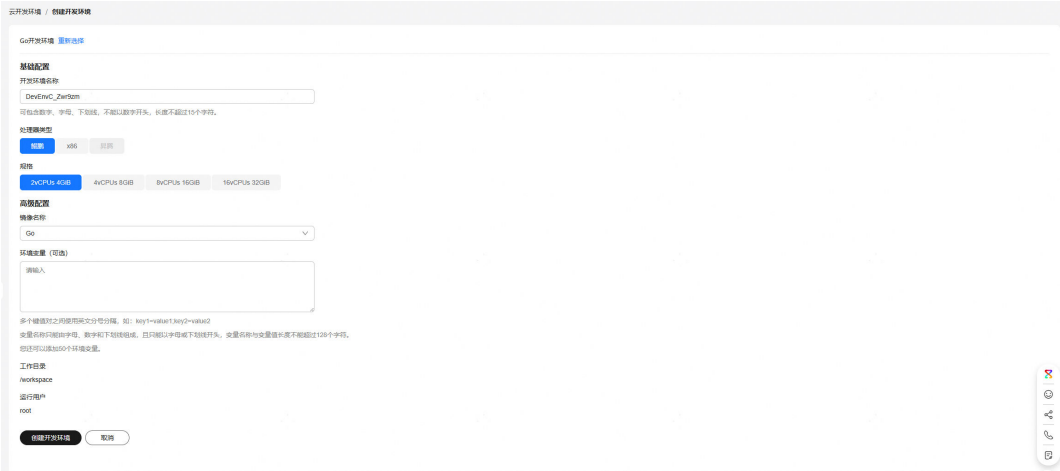 云开发环境 / 创建开发环境
Go开发环境 重新选择
基础配置
开发环境名称
DevEnvC_Zwr9zm
可包含数字、字母、下划线，不能以数字开头，长度不超过15个字符。
处理器类型
鲲鹏 x86
规格
2vCPUs 4GiB 4vCPUs 8GiB 8vCPUs 16GiB 16vCPUs 32GiB
高级配置
镜像名称
Go
环境变量（可选）
请输入
多个键值对之间使用英文分号分隔，如：key1=value1;key2=value2
变量名称只能由字母、数字和下划线组成，且只能以字母或下划线开头，变量名称与变量值长度不能超过128个字符。
您还可以添加50个环境变量。
工作目录
/workspace
运行用户
root
创建开发环境 取消